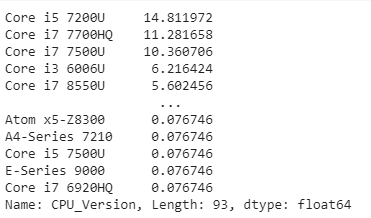 Core i5 7200U 14.811972
Core i7 7700HQ 11.281658
Core i7 7500U 10.360706
Core i3 6006U 6.216424
Core i7 8550U 5.602456
...
Atom x5-Z8300 0.076746
A4-Series 7210 0.076746
Core i5 7500U 0.076746
E-Series 9000 0.076746
Core i7 6920HQ 0.076746
Name: CPU_Version, Length: 93, dtype: float64